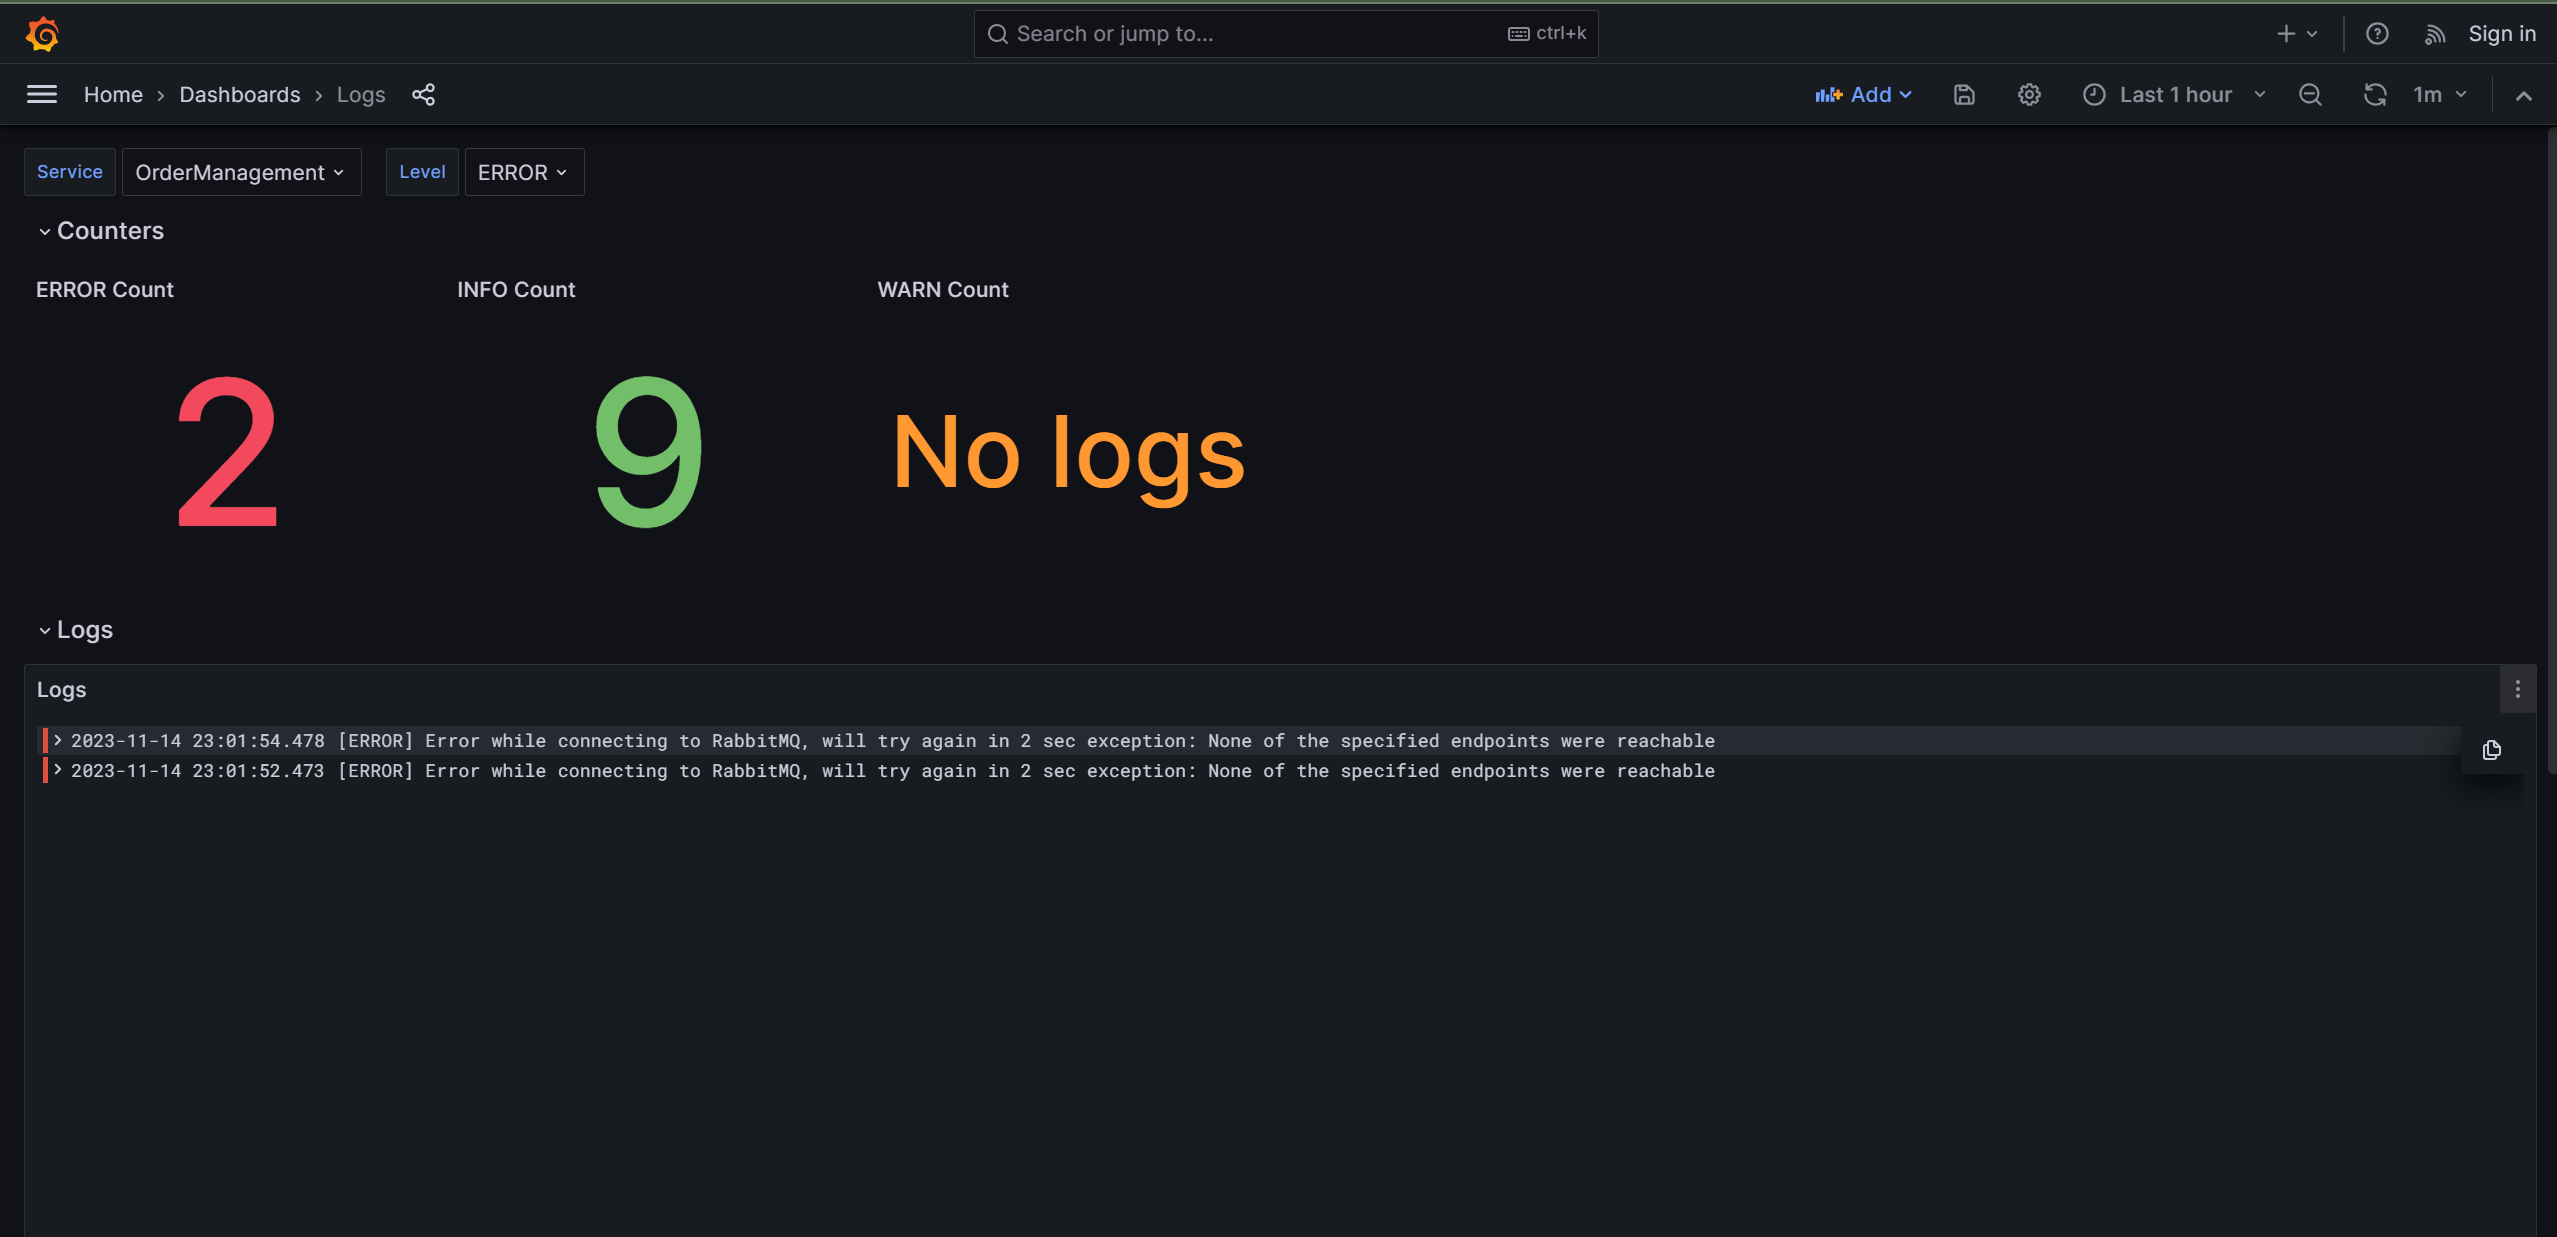 Search or jump to... ctrl+k Sign in
Home › Dashboards › Logs Add Last 1 hour 1m
Service OrderManagement Level ERROR
Counters
ERROR Count INFO Count WARN Count
2 9 No logs
Logs
Logs
2023-11-14 23:01:54.478 [ERROR] Error while connecting to RabbitMQ, will try again in 2 sec exception: None of the specified endpoints were reachable
2023-11-14 23:01:52.473 [ERROR] Error while connecting to RabbitMQ, will try again in 2 sec exception: None of the specified endpoints were reachable